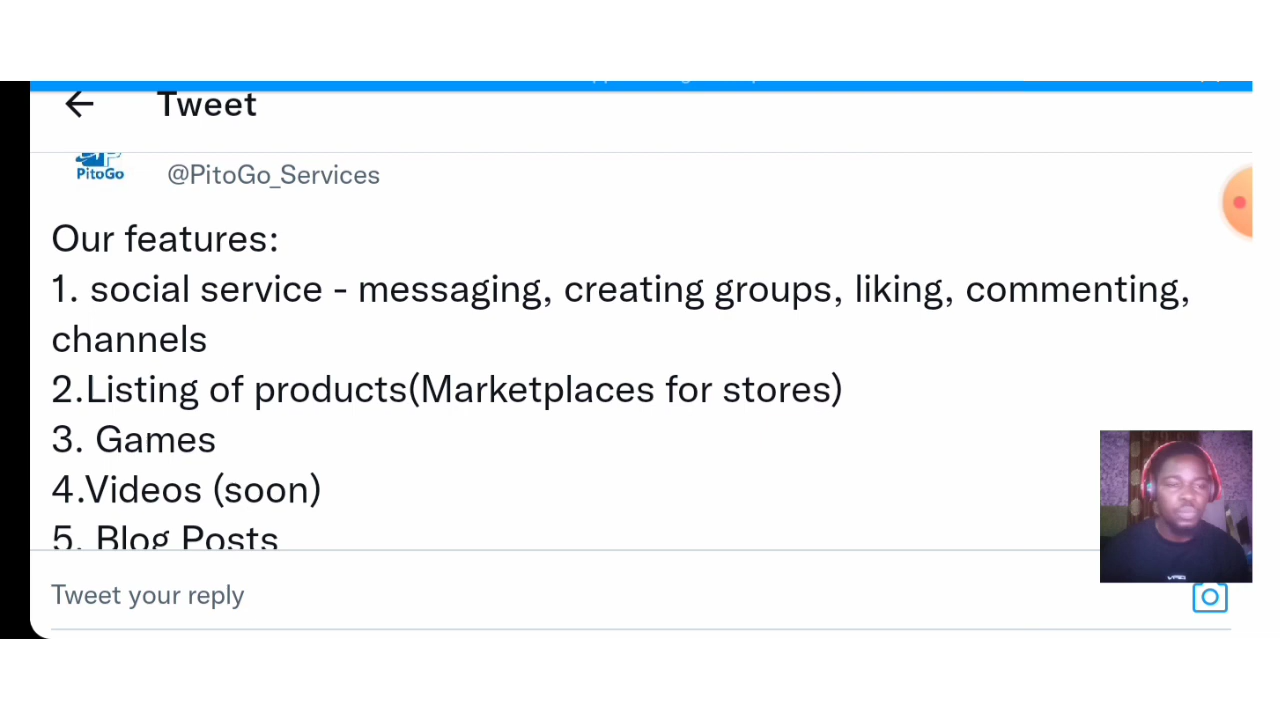 Tweet
PitoGo
@PitoGo_Services
Our features:
1. social service - messaging, creating groups, liking, commenting,
channels
2.Listing of products(Marketplaces for stores)
3. Games
4.Videos (soon)
5. Blog Posts
Tweet your reply